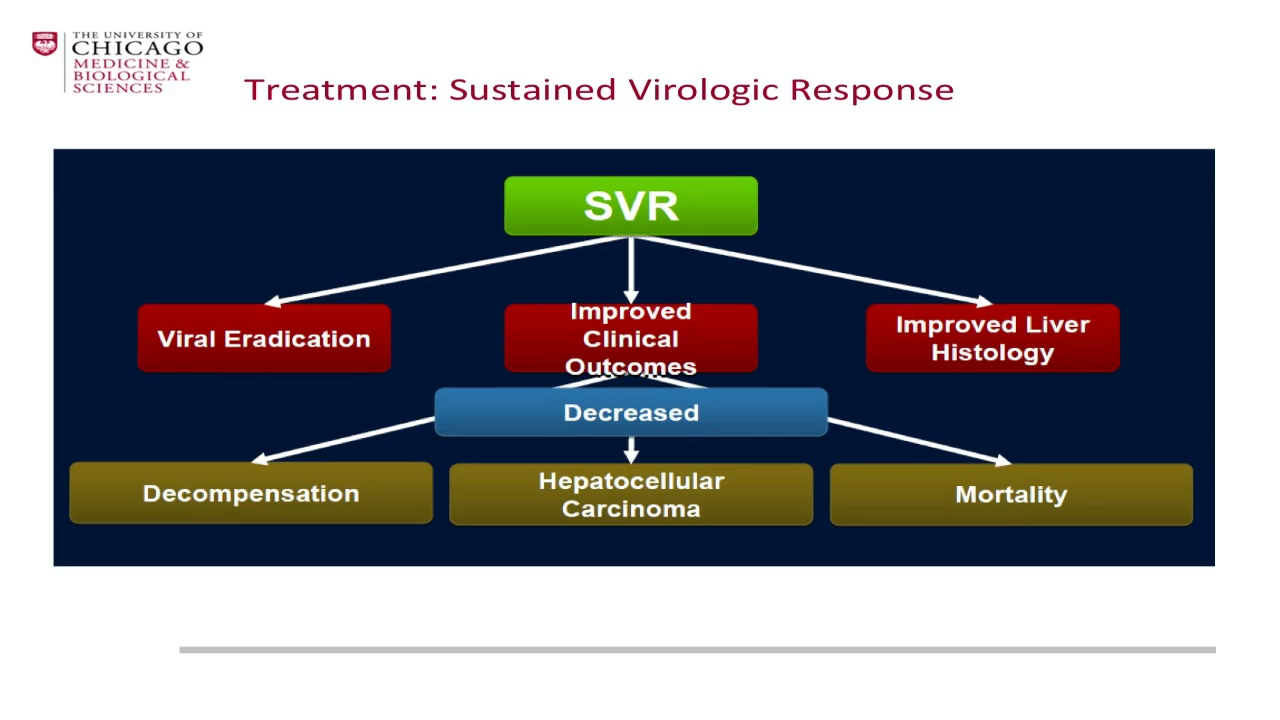 THE UNIVERSITY OF
CHICAGO
MEDICINE &
BIOLOGICAL
SCIENCES
Treatment: Sustained Virologic Response
SVR
Viral Eradication
Improved
Clinical
Outcomes
Improved Liver
Histology
Decreased
Decompensation
Hepatocellular
Carcinoma
Mortality